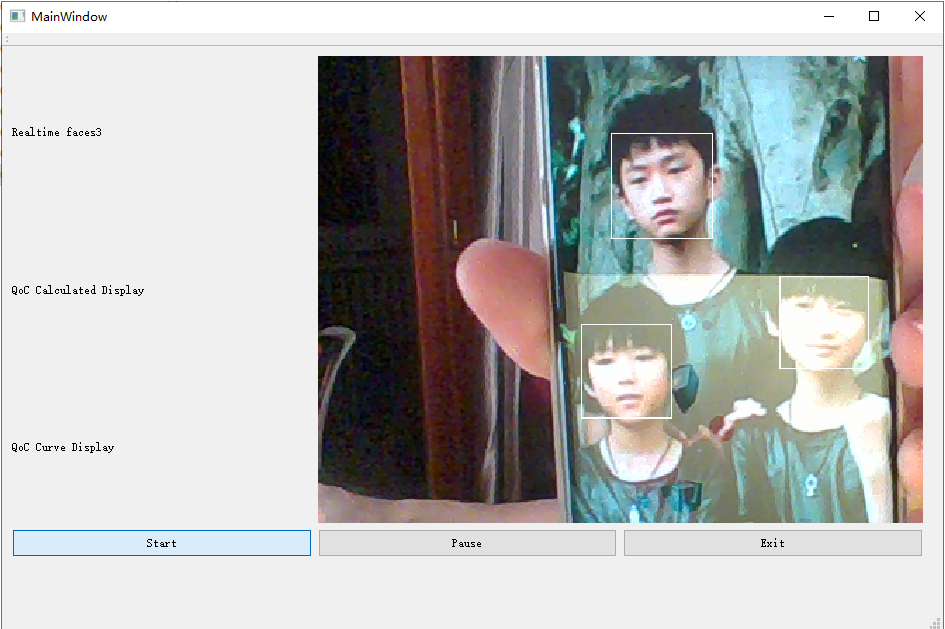 MainWindow
Realtime faces3
QoC Calculated Display
QoC Curve Display
Start
Pause
Exit